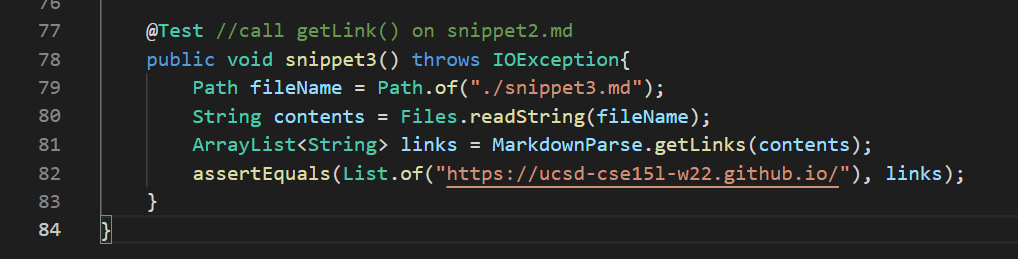 76
77 @Test //call getLink() on snippet2.md
78 public void snippet3() throws IOException{
79 Path fileName = Path.of("./snippet3.md");
80 String contents = Files.readString(fileName);
81 ArrayList<String> links = MarkdownParse.getLinks(contents);
82 assertEquals(List.of("https://ucsd-cse15l-w22.github.io/"), links);
83 }
84 }